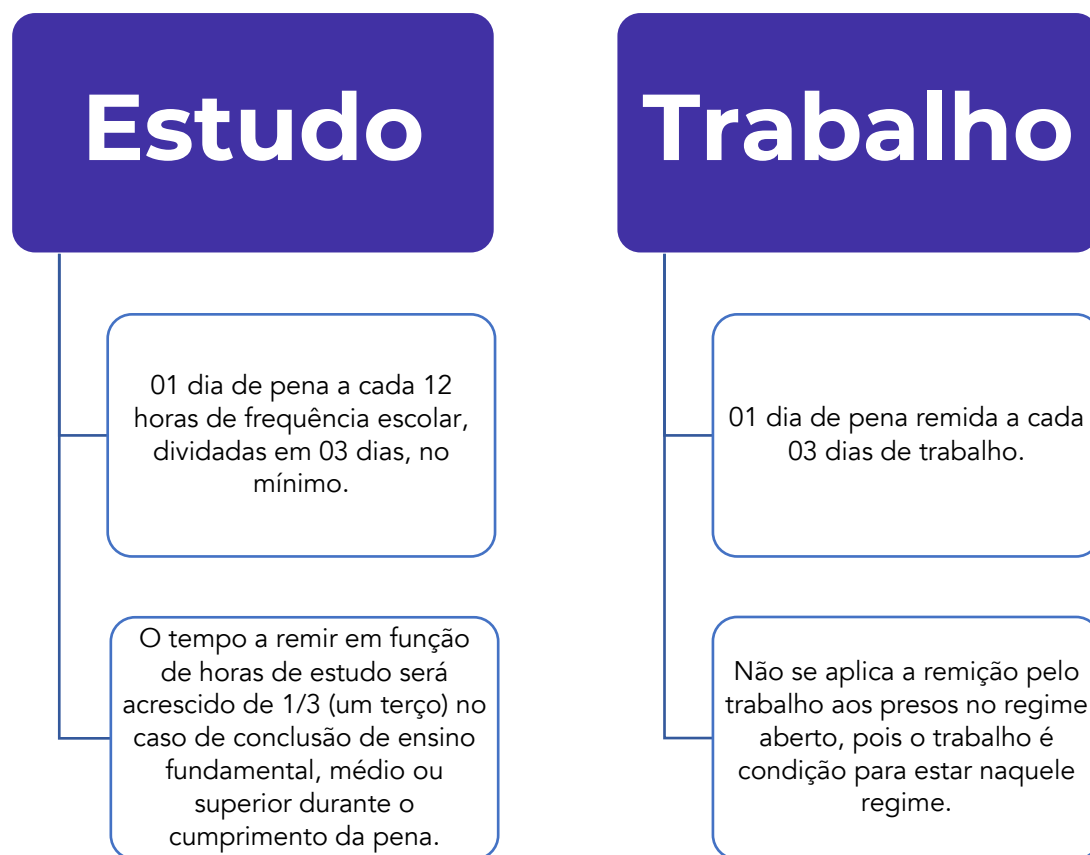 Estudo
01 dia de pena a cada 12
horas de frequência escolar,
dividadas em 03 dias, no
mínimo.
O tempo a remir em função
de horas de estudo será
acrescido de 1/3 (um terço) no
caso de conclusão de ensino
fundamental, médio ou
superior durante o
cumprimento da pena.
Trabalho
01 dia de pena remida a cada
03 dias de trabalho.
Não se aplica a remição pelo
trabalho aos presos no regime
aberto, pois o trabalho é
condição para estar naquele
regime.